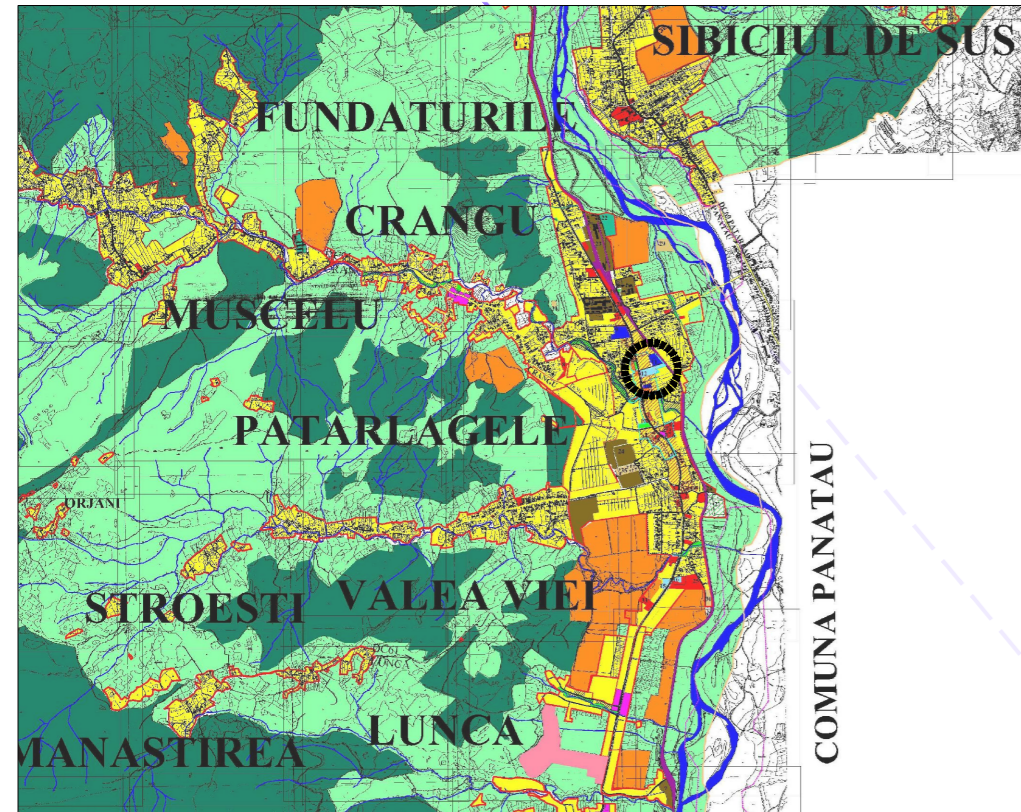 SIBICIUL DE SUS
FUNDATURILE
CRANGU
MUSCELU
PATARLAGELE
ORJANI
VALEA VIEI
STROESTI
LUNCA
MANASTIREA
COMUNA PANATAU